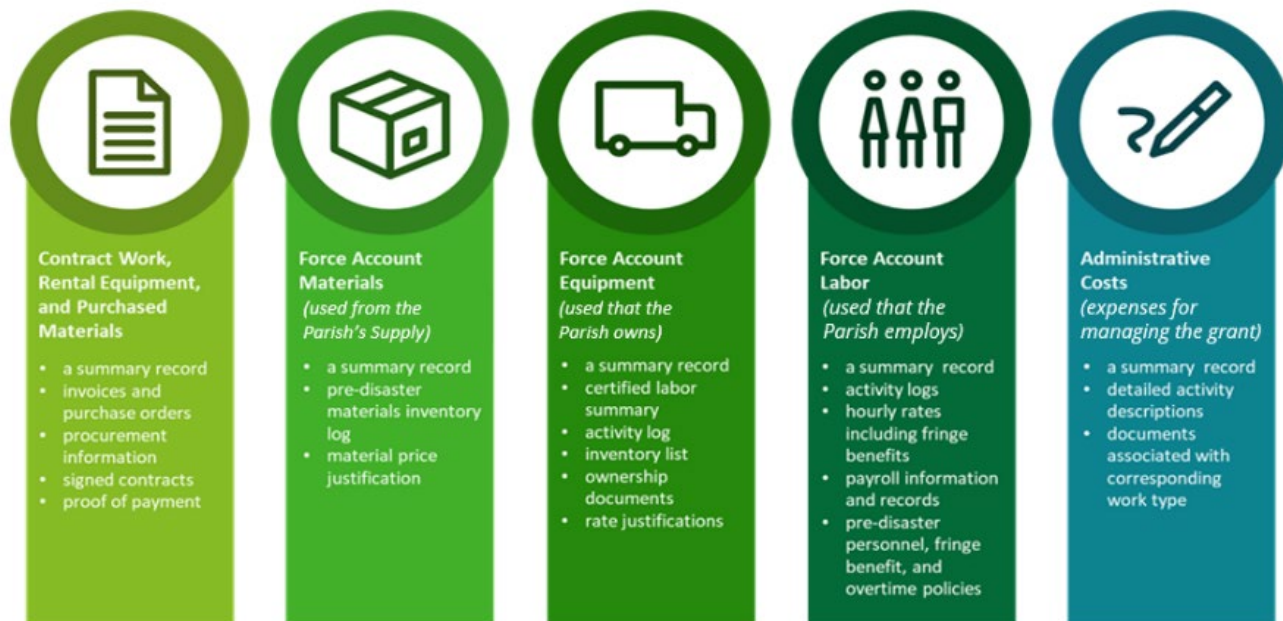 Contract Work,
Rental Equipment,
and Purchased
Materials
• a summary record
• invoices and
purchase orders
• procurement
information
• signed contracts
• proof of payment
Force Account
Materials
(used from the
Parish's Supply)
• a summary record
• pre-disaster
materials inventory
log
• material price
justification
Force Account
Equipment
(used that the
Parish owns)
• a summary record
• certified labor
summary
• activity log
• inventory list
• ownership
documents
• rate justifications
Force Account
Labor
(used that the
Parish employs)
• a summary record
• activity logs
• hourly rates
including fringe
benefits
• payroll information
and records
• pre-disaster
personnel, fringe
benefit, and
overtime policies
Administrative
Costs
(expenses for
managing the grant)
• a summary record
• detailed activity
descriptions
• documents
associated with
corresponding
work type